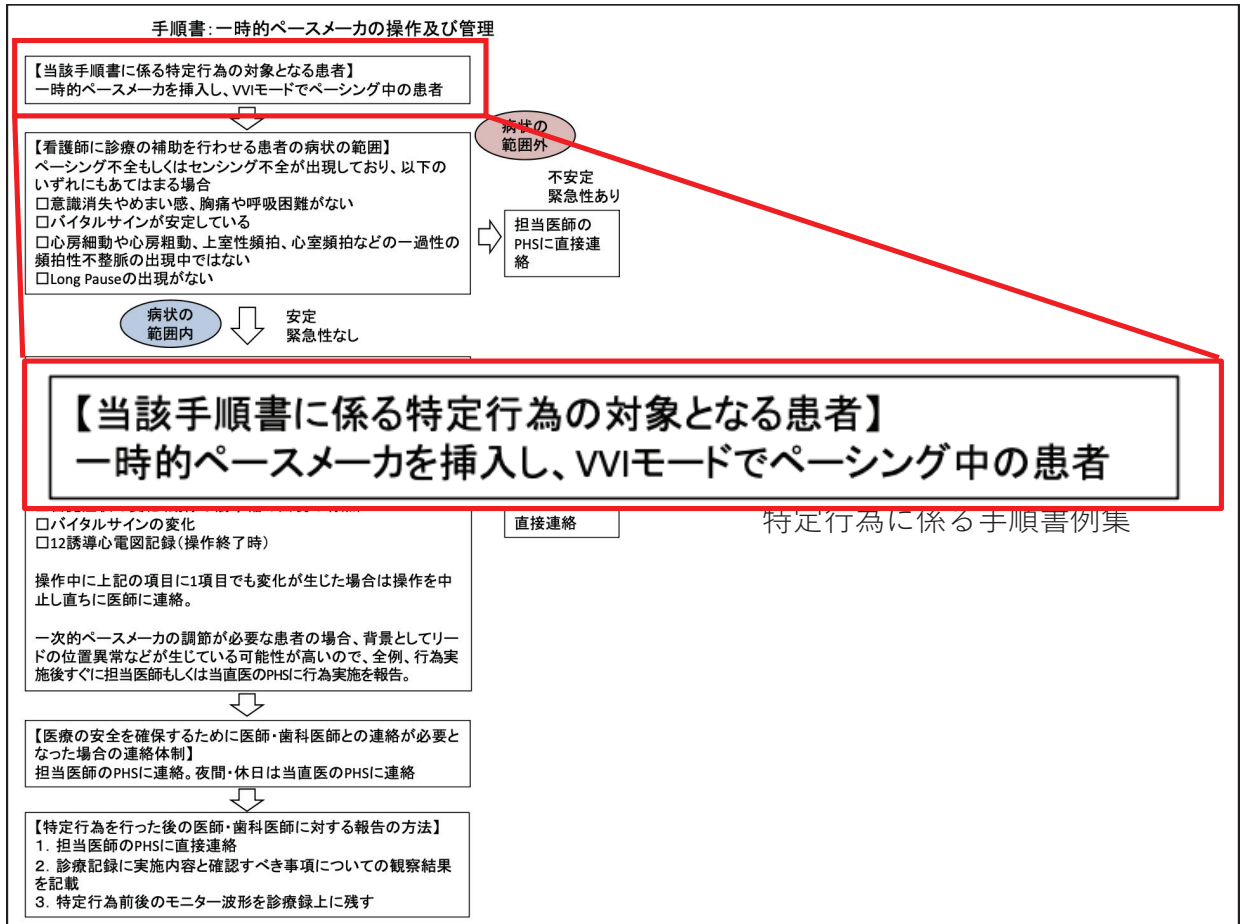 手順書:一時的ペースメーカの操作及び管理
【当該手順書に係る特定行為の対象となる患者】
一時的ペースメーカを挿入し、VVIモードでペーシング中の患者
病状の
範囲外
【看護師に診療の補助を行わせる患者の病状の範囲】
ペーシング不全もしくはセンシング不全が出現しており、以下の
いずれにもあてはまる場合
□意識消失やめまい感、胸痛や呼吸困難がない
□バイタルサインが安定している
□心房細動や心房粗動、上室性頻拍、心室頻拍などの一過性の
頻拍性不整脈の出現中ではない
□Long Pauseの出現がない
不安定
緊急性あり
担当医師の
PHSに直接連
絡
病状の
範囲内
安定
緊急性なし
【当該手順書に係る特定行為の対象となる患者】
一時的ペースメーカを挿入し、VVIモードでペーシング中の患者
□バイタルサインの変化
□12誘導心電図記録(操作終了時)
操作中に上記の項目に1項目でも変化が生じた場合は操作を中
止し直ちに医師に連絡。
一次的ペースメーカの調節が必要な患者の場合、背景としてリー
ドの位置異常などが生じている可能性が高いので、全例、行為実
施後すぐに担当医師もしくは当直医のPHSに行為実施を報告。
直接連絡
特定行為に係る手順書例集
【医療の安全を確保するために医師・歯科医師との連絡が必要と
なった場合の連絡体制】
担当医師のPHSに連絡。夜間・休日は当直医のPHSに連絡
【特定行為を行った後の医師・歯科医師に対する報告の方法】
1. 担当医師のPHSに直接連絡
2. 診療記録に実施内容と確認すべき事項についての観察結果
を記載
3. 特定行為前後のモニター波形を診療録上に残す